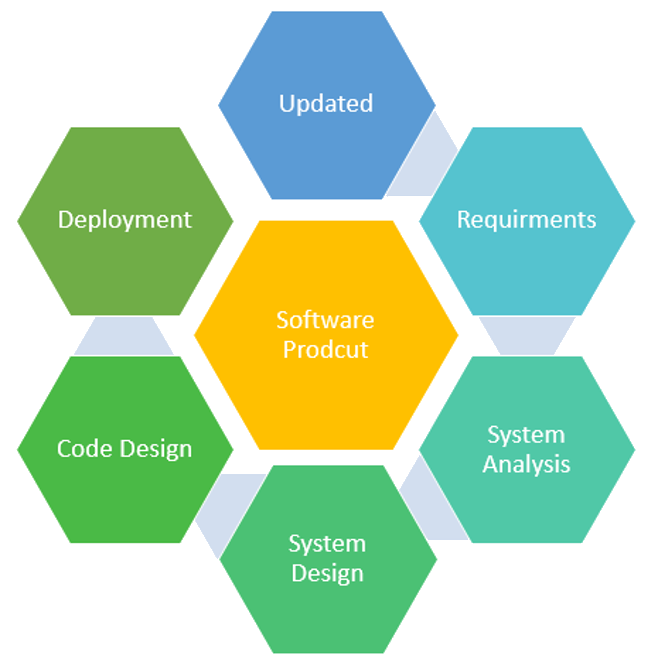 Updated
Requirments
System
Analysis
System
Design
Code Design
Deployment
Software
Prodcut